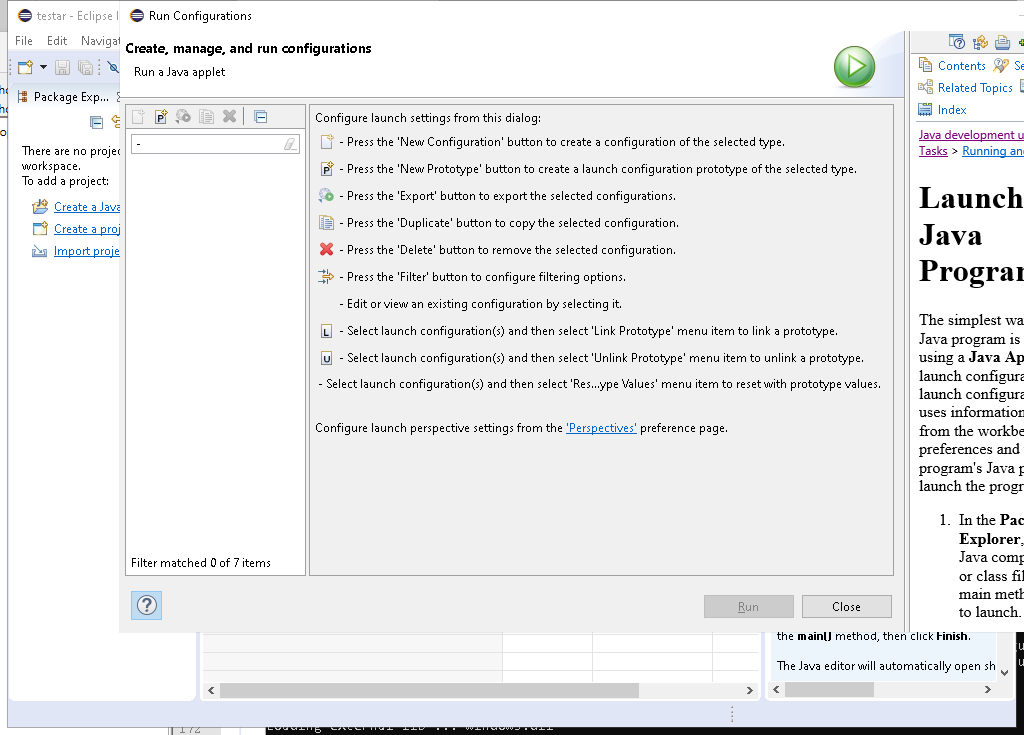 testar - Eclipse I
Run Configurations
File Edit Navigat
Create, manage, and run configurations
Run a Java applet
Package Exp...
There are no projec
workspace.
To add a project:
Create a Java
Create a proj
Import proje
-
Filter matched 0 of 7 items
Configure launch settings from this dialog:
- Press the 'New Configuration' button to create a configuration of the selected type.
P - Press the 'New Prototype' button to create a launch configuration prototype of the selected type.
- Press the 'Export' button to export the selected configurations.
- Press the 'Duplicate' button to copy the selected configuration.
- Press the 'Delete' button to remove the selected configuration.
- Press the 'Filter' button to configure filtering options.
- Edit or view an existing configuration by selecting it.
L - Select launch configuration(s) and then select 'Link Prototype' menu item to link a prototype.
U - Select launch configuration(s) and then select 'Unlink Prototype' menu item to unlink a prototype.
- Select launch configuration(s) and then select 'Res...ype Values' menu item to reset with prototype values.
Configure launch perspective settings from the 'Perspectives' preference page.
Run Close
Contents Se
Related Topics
Index
Java development u
Tasks > Running and
Launch
Java
Program
The simplest wa
Java program is
using a Java Ap
launch configura
launch configura
uses information
from the workbe
preferences and
program's Java p
launch the progr
1. In the Pac
Explorer,
Java comp
or class fil
main meth
to launch.
the main() method, then click Finish.
The Java editor will automatically open sh
172
Loading external lib ... windows.dll